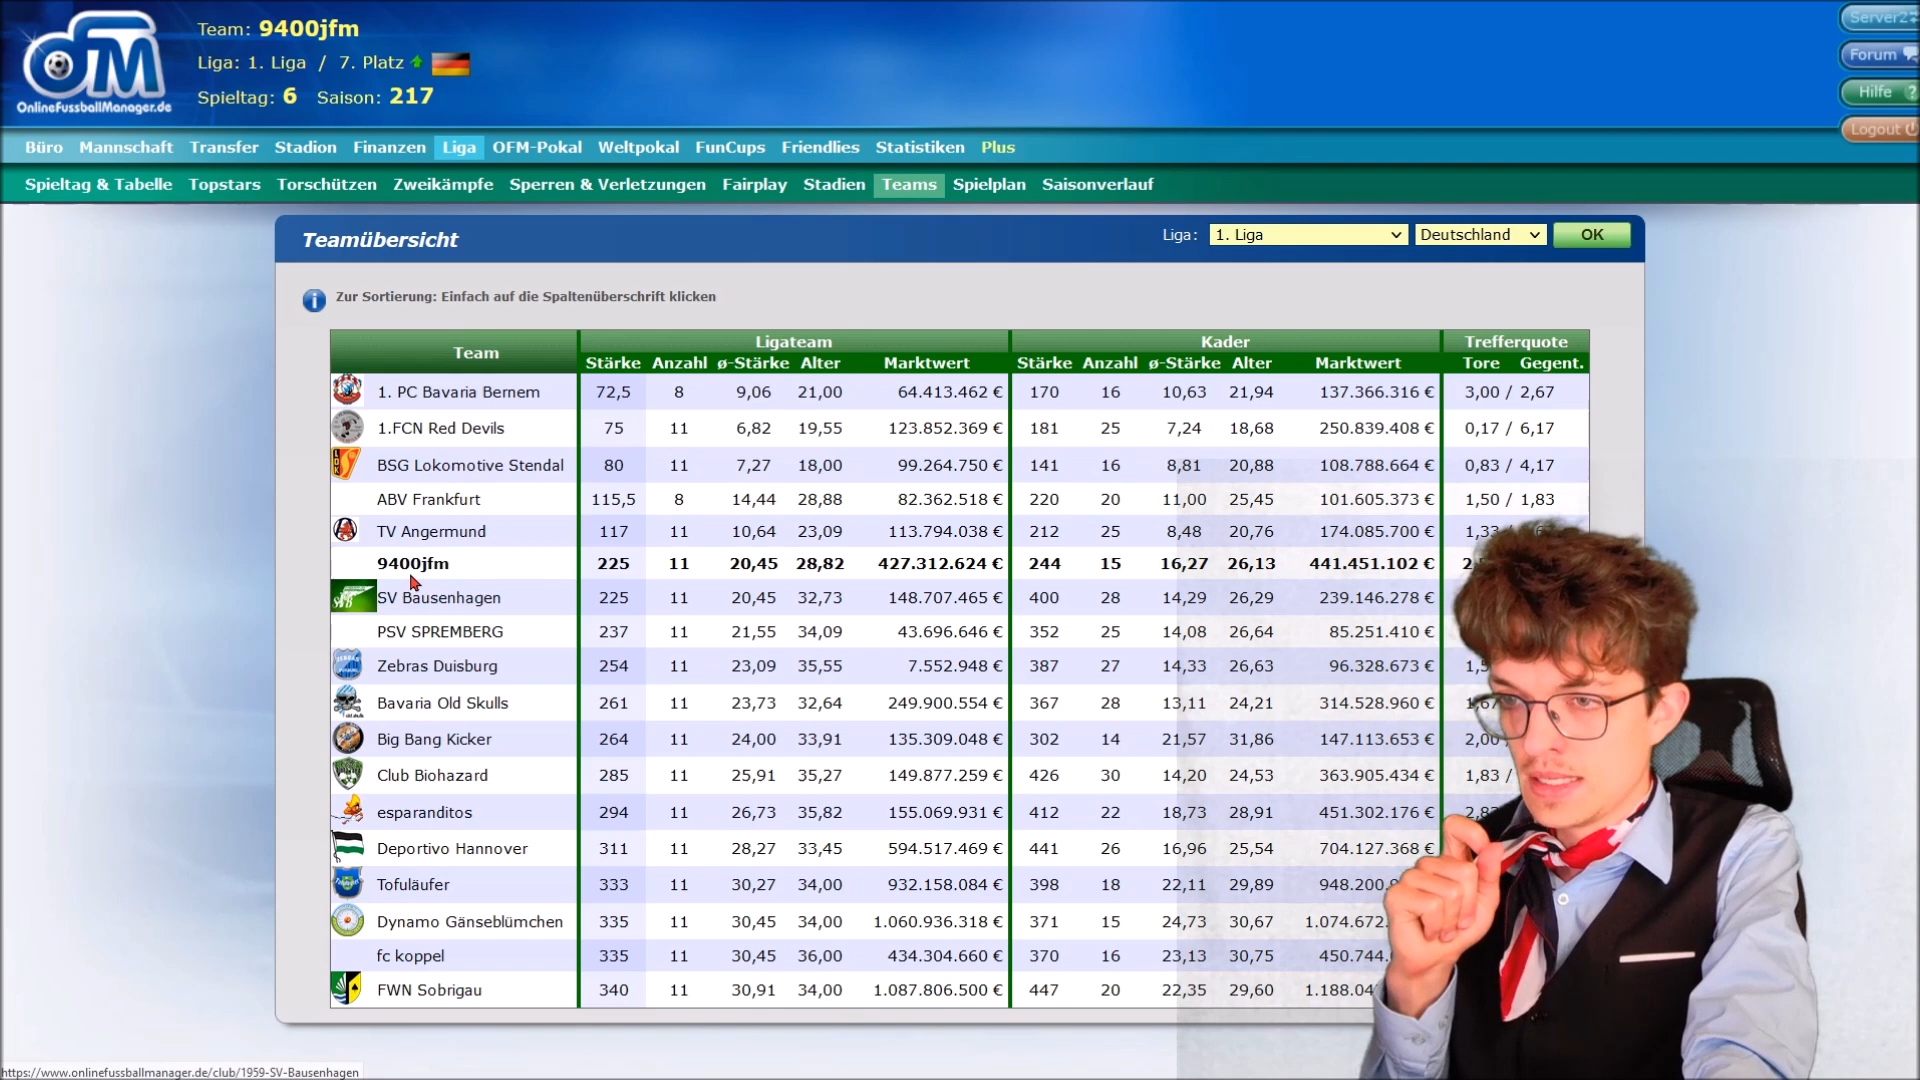 OFM
OnlineFussballManager.de
Team: 9400jfm
Liga: 1. Liga / 7. Platz
Spieltag: 6 Saison: 217
Server2
Forum
Hilfe ?
Logout
Büro Mannschaft Transfer Stadion Finanzen Liga OFM-Pokal Weltpokal FunCups Friendlies Statistiken Plus
Spieltag & Tabelle Topstars Torschützen Zweikämpfe Sperren & Verletzungen Fairplay Stadien Teams Spielplan Saisonverlauf
Teamübersicht Liga: 1. Liga Deutschland OK
i Zur Sortierung: Einfach auf die Spaltenüberschrift klicken
Team Ligateam Kader Trefferquote
Stärke Anzahl ø-Stärke Alter Marktwert Stärke Anzahl ø-Stärke Alter Marktwert Tore Gegent.
1. PC Bavaria Bernem 72,5 8 9,06 21,00 64.413.462 € 170 16 10,63 21,94 137.366.316 € 3,00 / 2,67
1.FCN Red Devils 75 11 6,82 19,55 123.852.369 € 181 25 7,24 18,68 250.839.408 € 0,17 / 6,17
BSG Lokomotive Stendal 80 11 7,27 18,00 99.264.750 € 141 16 8,81 20,88 108.788.664 € 0,83 / 4,17
ABV Frankfurt 115,5 8 14,44 28,88 82.362.518 € 220 20 11,00 25,45 101.605.373 € 1,50 / 1,83
TV Angermund 117 11 10,64 23,09 113.794.038 € 212 25 8,48 20,76 174.085.700 € 1,33
9400jfm 225 11 20,45 28,82 427.312.624 € 244 15 16,27 26,13 441.451.102 €
SV Bausenhagen 225 11 20,45 32,73 148.707.465 € 400 28 14,29 26,29 239.146.278 €
PSV SPREMBERG 237 11 21,55 34,09 43.696.646 € 352 25 14,08 26,64 85.251.410 €
Zebras Duisburg 254 11 23,09 35,55 7.552.948 € 387 27 14,33 26,63 96.328.673 €
Bavaria Old Skulls 261 11 23,73 32,64 249.900.554 € 367 28 13,11 24,21 314.528.960 € 1,67
Big Bang Kicker 264 11 24,00 33,91 135.309.048 € 302 14 21,57 31,86 147.113.653 € 2,00
Club Biohazard 285 11 25,91 35,27 149.877.259 € 426 30 14,20 24,53 363.905.434 € 1,83 /
esparanditos 294 11 26,73 35,82 155.069.931 € 412 22 18,73 28,91 451.302.176 €
Deportivo Hannover 311 11 28,27 33,45 594.517.469 € 441 26 16,96 25,54 704.127.368 €
Tofuläufer 333 11 30,27 34,00 932.158.084 € 398 18 22,11 29,89
Dynamo Gänseblümchen 335 11 30,45 34,00 1.060.936.318 € 371 15 24,73 30,67
fc koppel 335 11 30,45 36,00 434.304.660 € 370 16 23,13 30,75
FWN Sobrigau 340 11 30,91 34,00 1.087.806.500 € 447 20 22,35 29,60
https://www.onlinefussballmanager.de/club/1959-SV-Bausenhagen